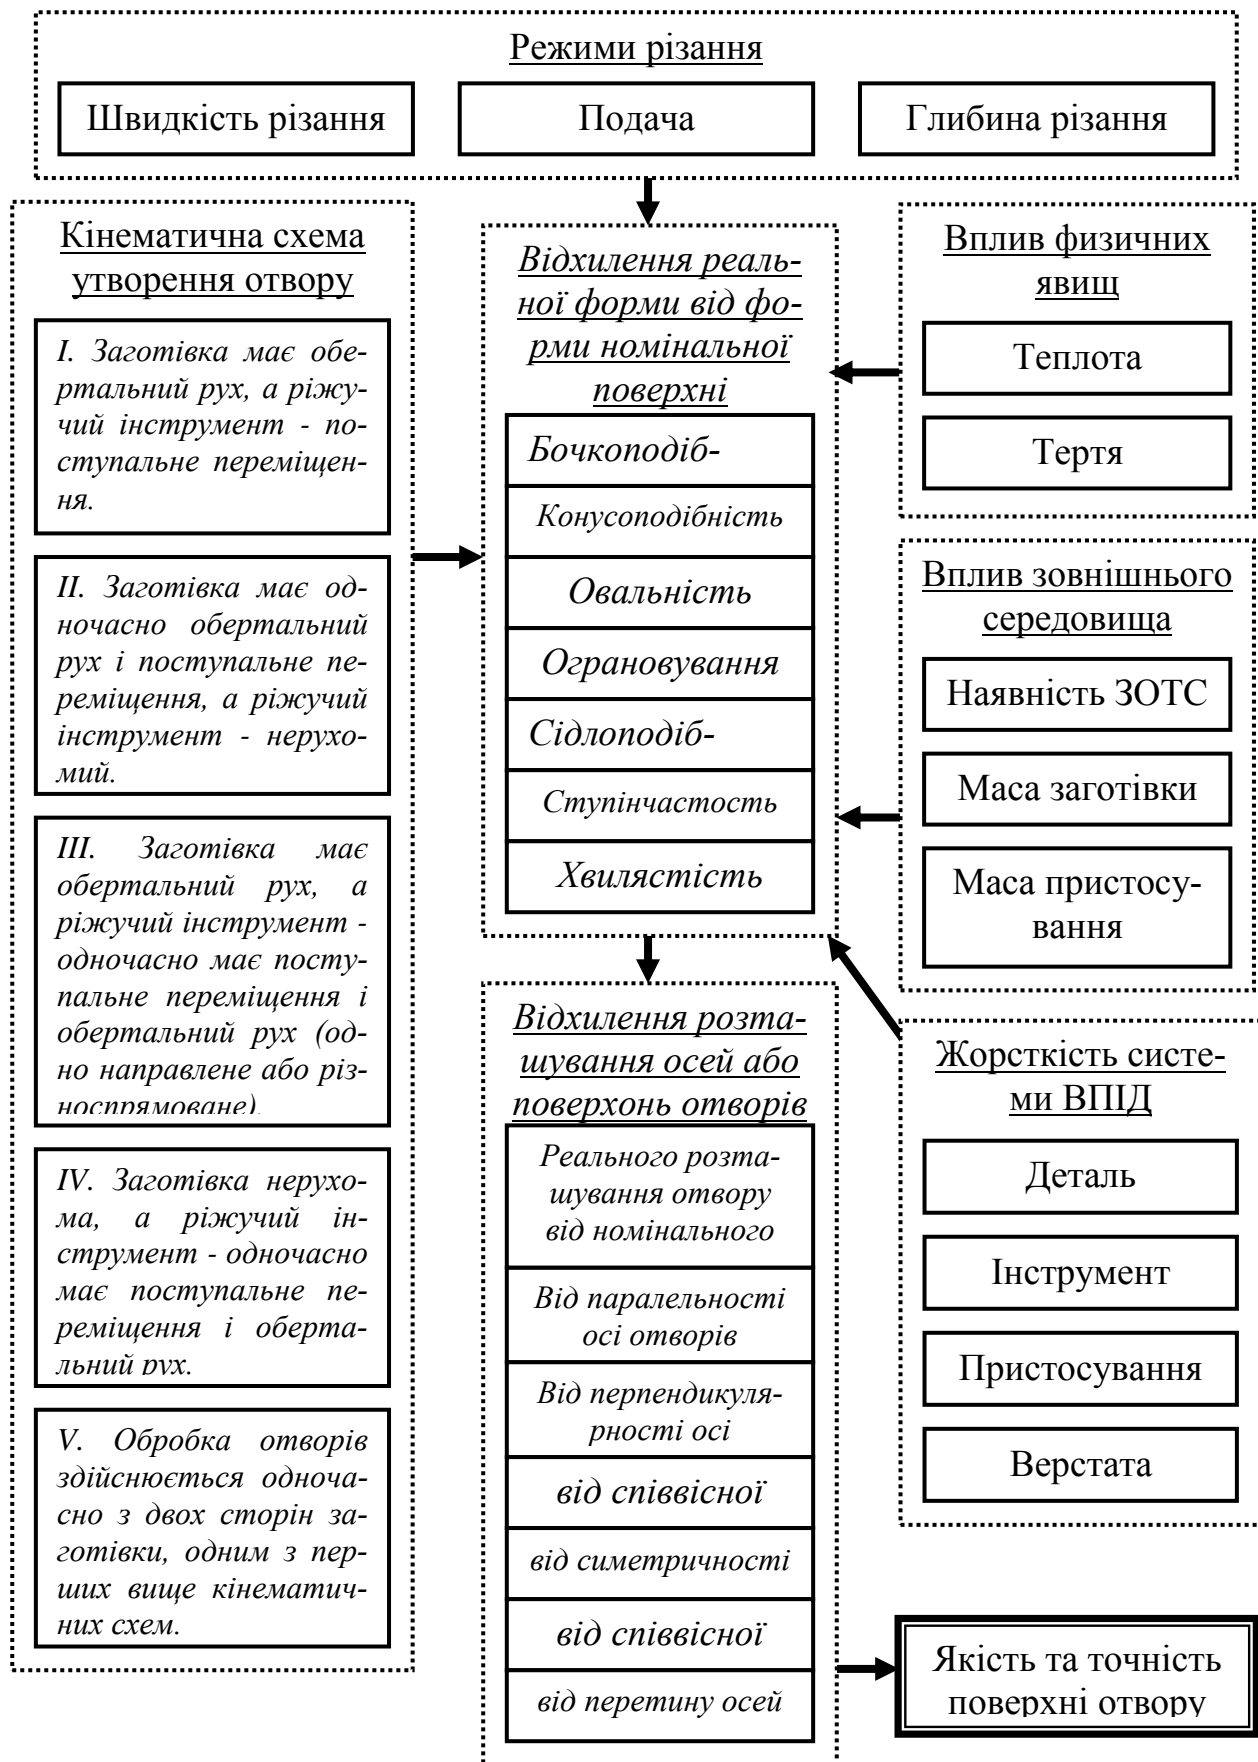 Режими різання
Швидкість різання
Подача
Глибина різання
Кінематична схема
утворення отвору
I. Заготівка має обе-
ртальний рух, а ріжу-
чий інструмент - по-
ступальне переміщен-
ня.
II. Заготівка має од-
ночасно обертальний
рух і поступальне пе-
реміщення, а ріжучий
інструмент - нерухо-
мий.
III. Заготівка має
обертальний рух, а
ріжучий інструмент -
одночасно має посту-
пальне переміщення і
обертальний рух (од-
но направлене або різ-
носпрямоване).
IV. Заготівка нерухо-
ма, а ріжучий ін-
струмент - одночасно
має поступальне пе-
реміщення і оберта-
льний рух.
V. Обробка отворів
здійснюється одноча-
сно з двох сторін за-
готівки, одним з пер-
ших вище кінематич-
них схем.
Відхилення реаль-
ної форми від фо-
рми номінальної
поверхні
Бочкоподіб-
Конусоподібність
Овальність
Ограновування
Сідлоподіб-
Ступінчастость
Хвилястість
Відхилення розта-
шування осей або
поверхонь отворів
Реального розта-
шування отвору
від номінального
Від паралельності
осі отворів
Від перпендикуля-
рності осі
від співвісної
від симетричності
від співвісної
від перетину осей
Вплив физичних
явищ
Теплота
Тертя
Вплив зовнішнього
середовища
Наявність ЗОТС
Маса заготівки
Маса пристосу-
вання
Жорсткість систе-
ми ВПІД
Деталь
Інструмент
Пристосування
Верстата
Якість та точність
поверхні отвору